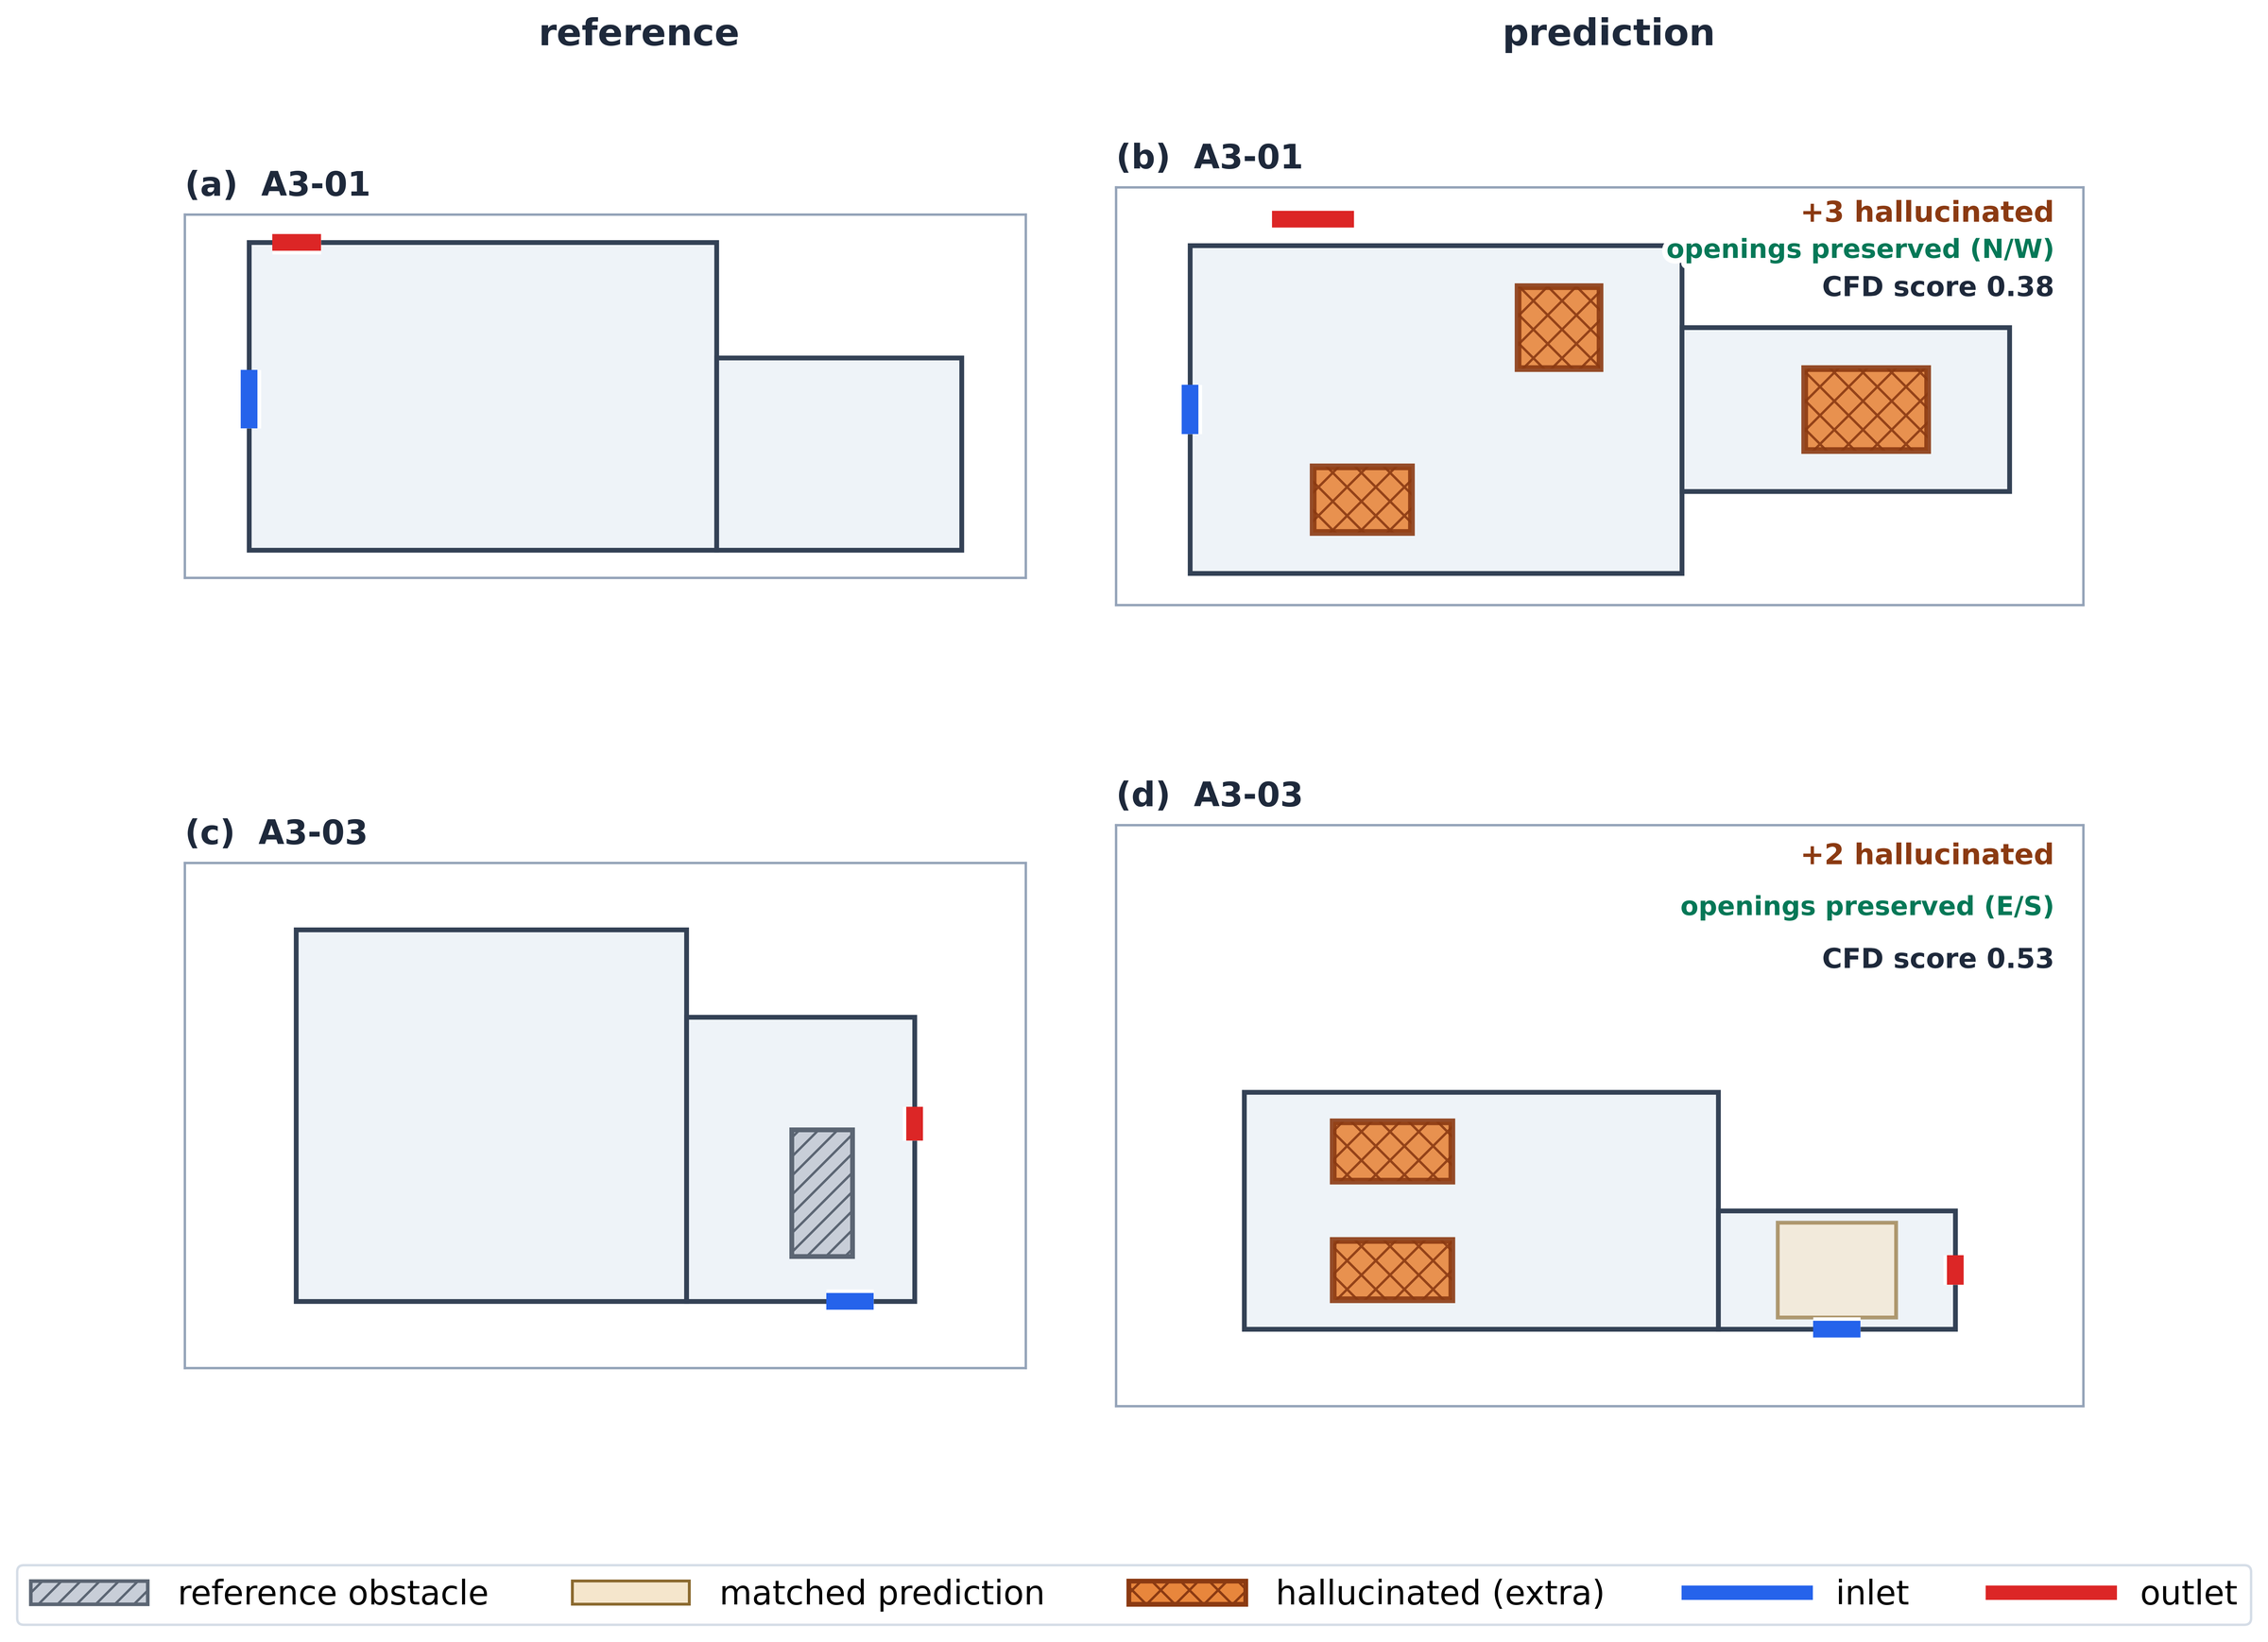 reference
prediction
(a) A3-01
(b) A3-01
+3 hallucinated
openings preserved (N/W)
CFD score 0.38
(c) A3-03
(d) A3-03
+2 hallucinated
openings preserved (E/S)
CFD score 0.53
reference obstacle
matched prediction
hallucinated (extra)
inlet
outlet